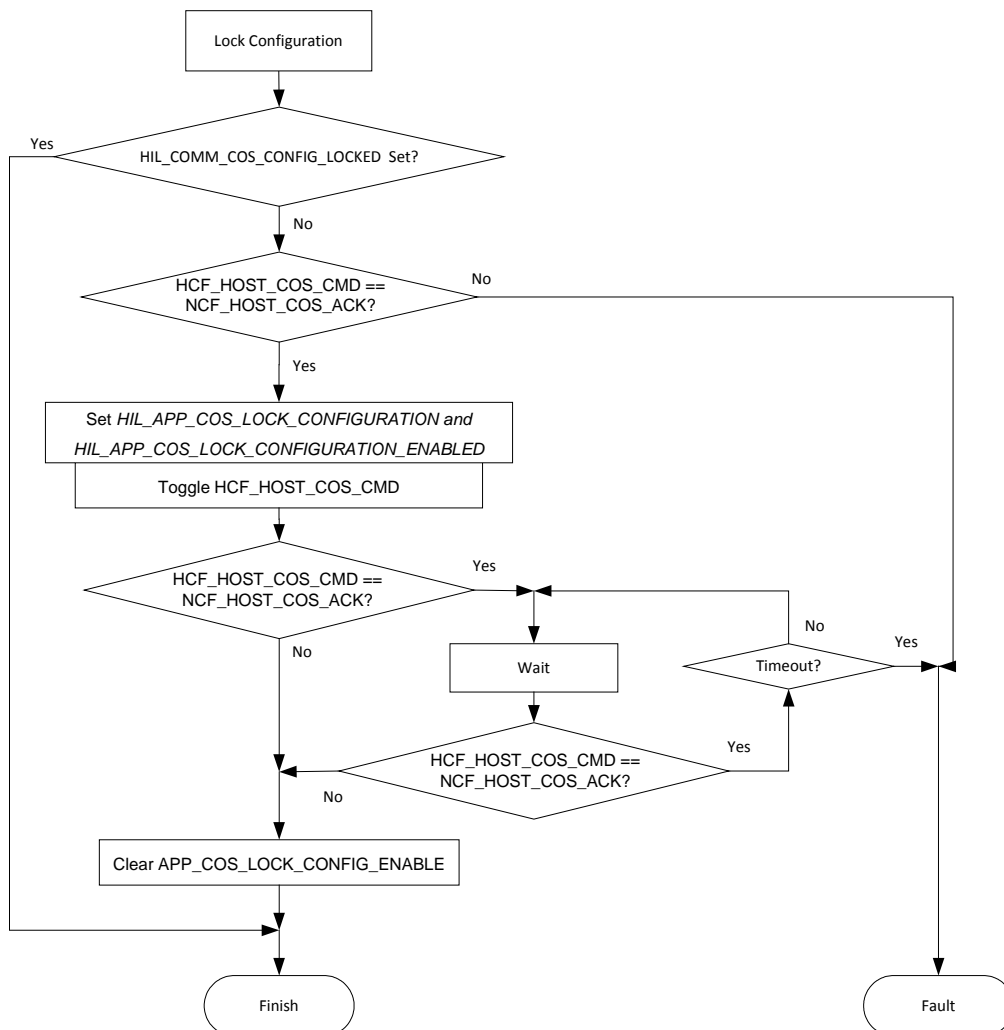 Lock Configuration
Yes
HIL_COMM_COS_CONFIG_LOCKED Set?
No
HCF_HOST_COS_CMD ==
NCF_HOST_COS_ACK?
No
Yes
Set HIL_APP_COS_LOCK_CONFIGURATION and
HIL_APP_COS_LOCK_CONFIGURATION_ENABLED
Toggle HCF_HOST_COS_CMD
HCF_HOST_COS_CMD ==
NCF_HOST_COS_ACK?
Yes
No
No
Yes
Wait
Timeout?
HCF_HOST_COS_CMD ==
NCF_HOST_COS_ACK?
Yes
No
Clear APP_COS_LOCK_CONFIG_ENABLE
Finish
Fault